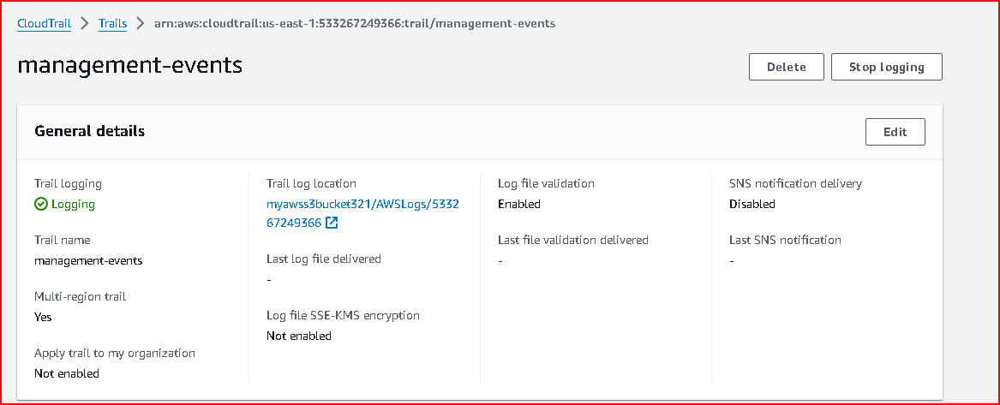 CloudTrail > Trails > arn:aws:cloudtrail:us-east-1:533267249366:trail/management-events
management-events
Delete
Stop logging
General details
Edit
Trail logging
Logging
Trail name
management-events
Multi-region trail
Yes
Apply trail to my organization
Not enabled
Trail log location
myawss3bucket321/AWSLogs/5332
67249366
Last log file delivered
-
Log file SSE-KMS encryption
Not enabled
Log file validation
Enabled
Last file validation delivered
-
SNS notification delivery
Disabled
Last SNS notification
-